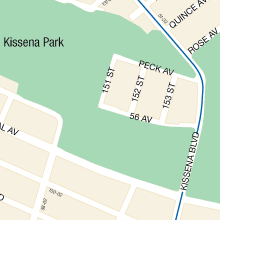 QUINCE AV
ROSE AV
Kissena Park
PECK AV
151 ST
152 ST
153 ST
56 AV
AL AV
KISSENA BLVD